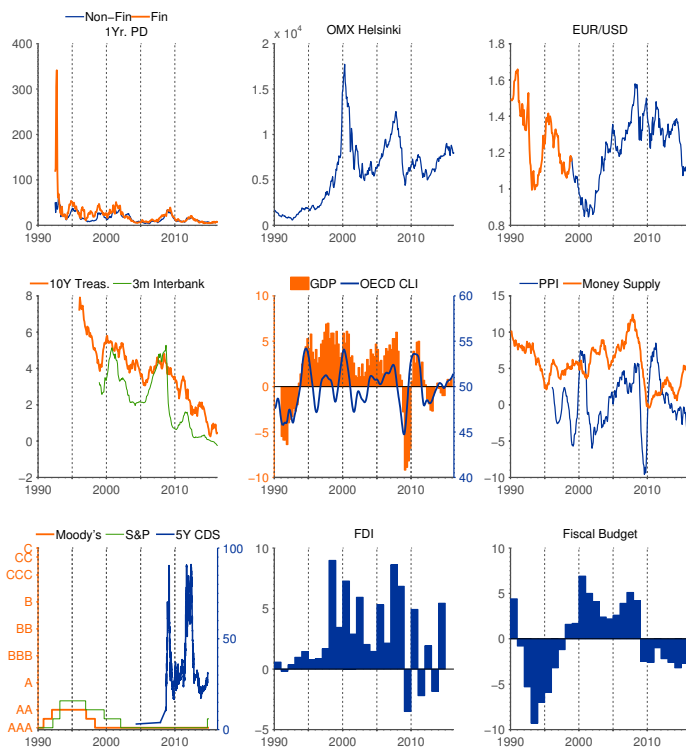 Non-Fin Fin
1Yr. PD
400
300
200
100
0
1990 2000 2010
OMX Helsinki
2 x 10⁴
1.5
1
0.5
0
1990 2000 2010
EUR/USD
1.8
1.6
1.4
1.2
1
0.8
1990 2000 2010
10Y Treas. 3m Interbank
8
6
4
2
0
−2
1990 2000 2010
GDP OECD CLI
10 60
5
0 50
−5
−10 40
1990 2000 2010
PPI Money Supply
15
10
5
0
−5
−10
1990 2000 2010
Moody's S&P 5Y CDS
C 100
CC
CCC
B
BB 50
BBB
A
AA
AAA 0
1990 2000 2010
FDI
10
5
0
−5
1990 2000 2010
Fiscal Budget
10
5
0
−5
−10
1990 2000 2010